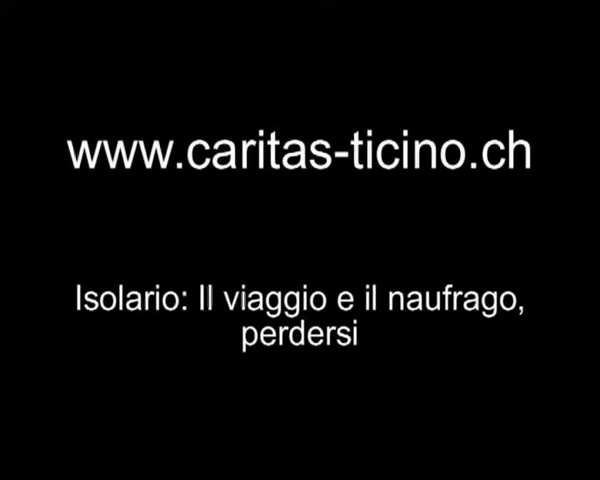 www.caritas-ticino.ch
Isolario: Il viaggio e il naufrago,
perdersi